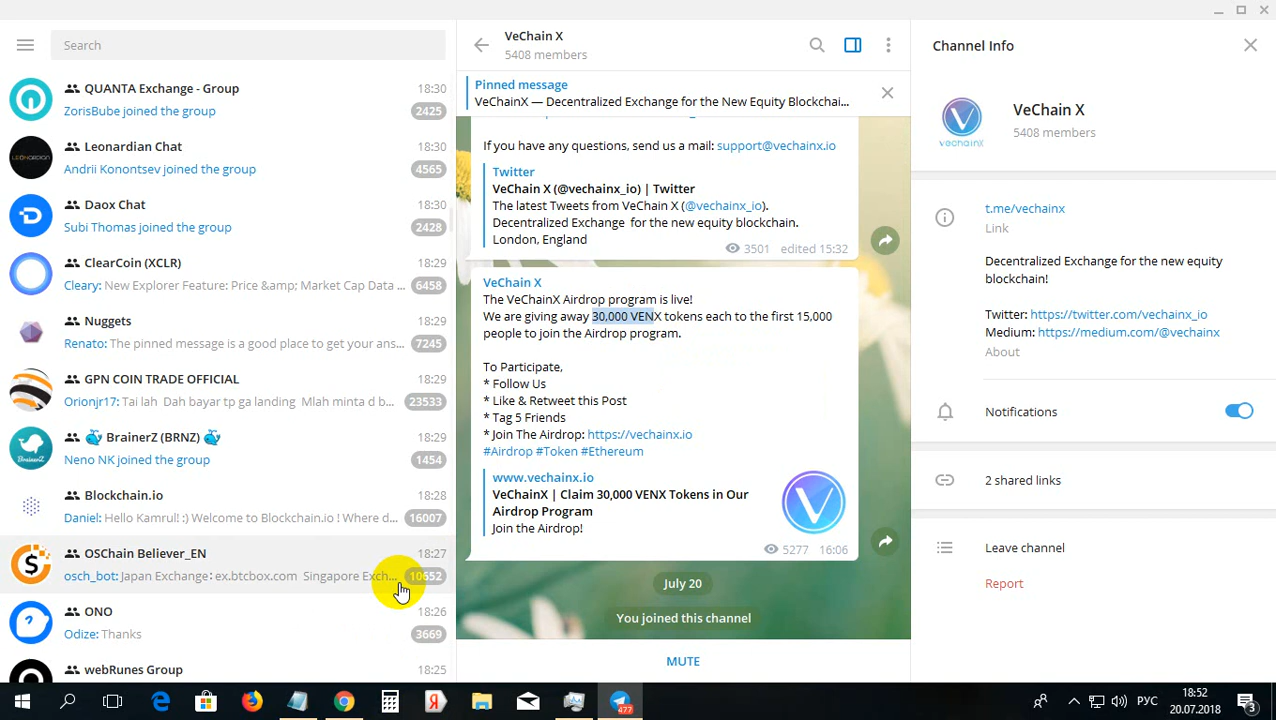 Search
QUANTA Exchange - Group 18:30
ZorisBube joined the group 2425
Leonardian Chat 18:30
Andrii Konontsev joined the group 4565
Daox Chat 18:30
Subi Thomas joined the group 2428
ClearCoin (XCLR) 18:29
Cleary: New Explorer Feature: Price &amp; Market Cap Data ... 6458
Nuggets 18:29
Renato: The pinned message is a good place to get your ans... 7245
GPN COIN TRADE OFFICIAL 18:29
Orionjr17: Tai lah Dah bayar tp ga landing Mlah minta d b... 23533
BrainerZ (BRNZ) 18:29
Neno NK joined the group 1454
Blockchain.io 18:28
Daniel: Hello Kamrul! :) Welcome to Blockchain.io ! Where d... 16007
OSChain Believer_EN 18:27
osch_bot: Japan Exchange: ex.btcbox.com Singapore Exch... 10652
ONO 18:26
Odize: Thanks 3669
webRunes Group 18:25
VeChain X
5408 members
Pinned message
VeChainX — Decentralized Exchange for the New Equity Blockchai...
If you have any questions, send us a mail: support@vechainx.io
Twitter
VeChain X (@vechainx_io) | Twitter
The latest Tweets from VeChain X (@vechainx_io).
Decentralized Exchange for the new equity blockchain.
London, England
3501 edited 15:32
VeChain X
The VeChainX Airdrop program is live!
We are giving away 30,000 VENX tokens each to the first 15,000
people to join the Airdrop program.
To Participate,
* Follow Us
* Like & Retweet this Post
* Tag 5 Friends
* Join The Airdrop: https://vechainx.io
#Airdrop #Token #Ethereum
www.vechainx.io
VeChainX | Claim 30,000 VENX Tokens in Our
Airdrop Program
Join the Airdrop!
5277 16:06
July 20
You joined this channel
MUTE
Channel Info
VeChain X
5408 members
vechainx
t.me/vechainx
Link
Decentralized Exchange for the new equity
blockchain!
Twitter: https://twitter.com/vechainx_io
Medium: https://medium.com/@vechainx
About
Notifications
2 shared links
Leave channel
Report
477
РУС
18:52
20.07.2018
3